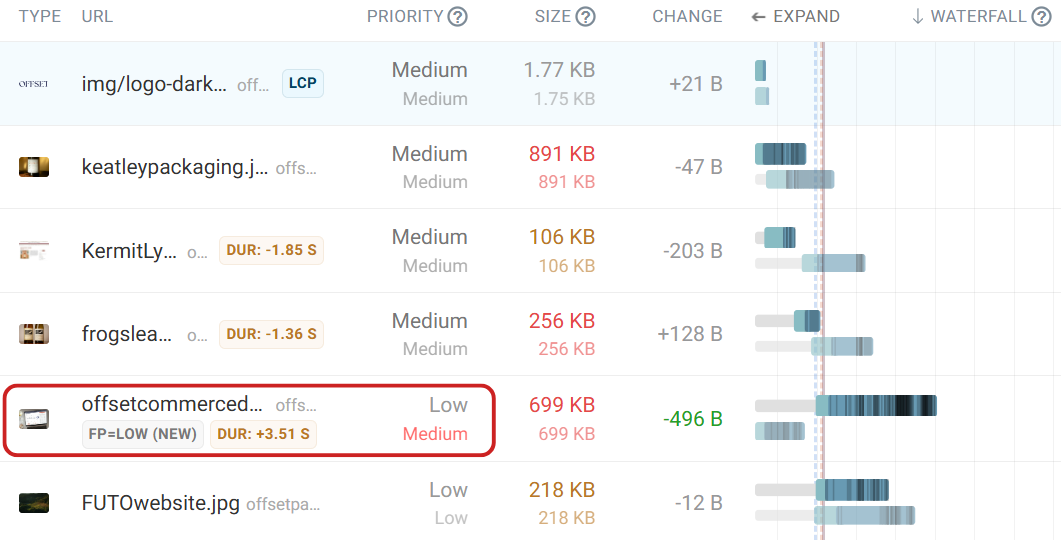 TYPE URL PRIORITY ? SIZE ? CHANGE ← EXPAND ↓ WATERFALL ?
OFFSET img/logo-dark... off... LCP Medium 1.77 KB +21 B
Medium 1.75 KB
keatleypackaging.j... offs... Medium 891 KB -47 B
Medium 891 KB
KermitLy... o... DUR: -1.85 S Medium 106 KB -203 B
Medium 106 KB
frogslea... o... DUR: -1.36 S Medium 256 KB +128 B
Medium 256 KB
offsetcommerced... offs... Low 699 KB -496 B
FP=LOW (NEW) DUR: +3.51 S Medium 699 KB
FUTOwebsite.jpg offsetpa... Low 218 KB -12 B
Low 218 KB